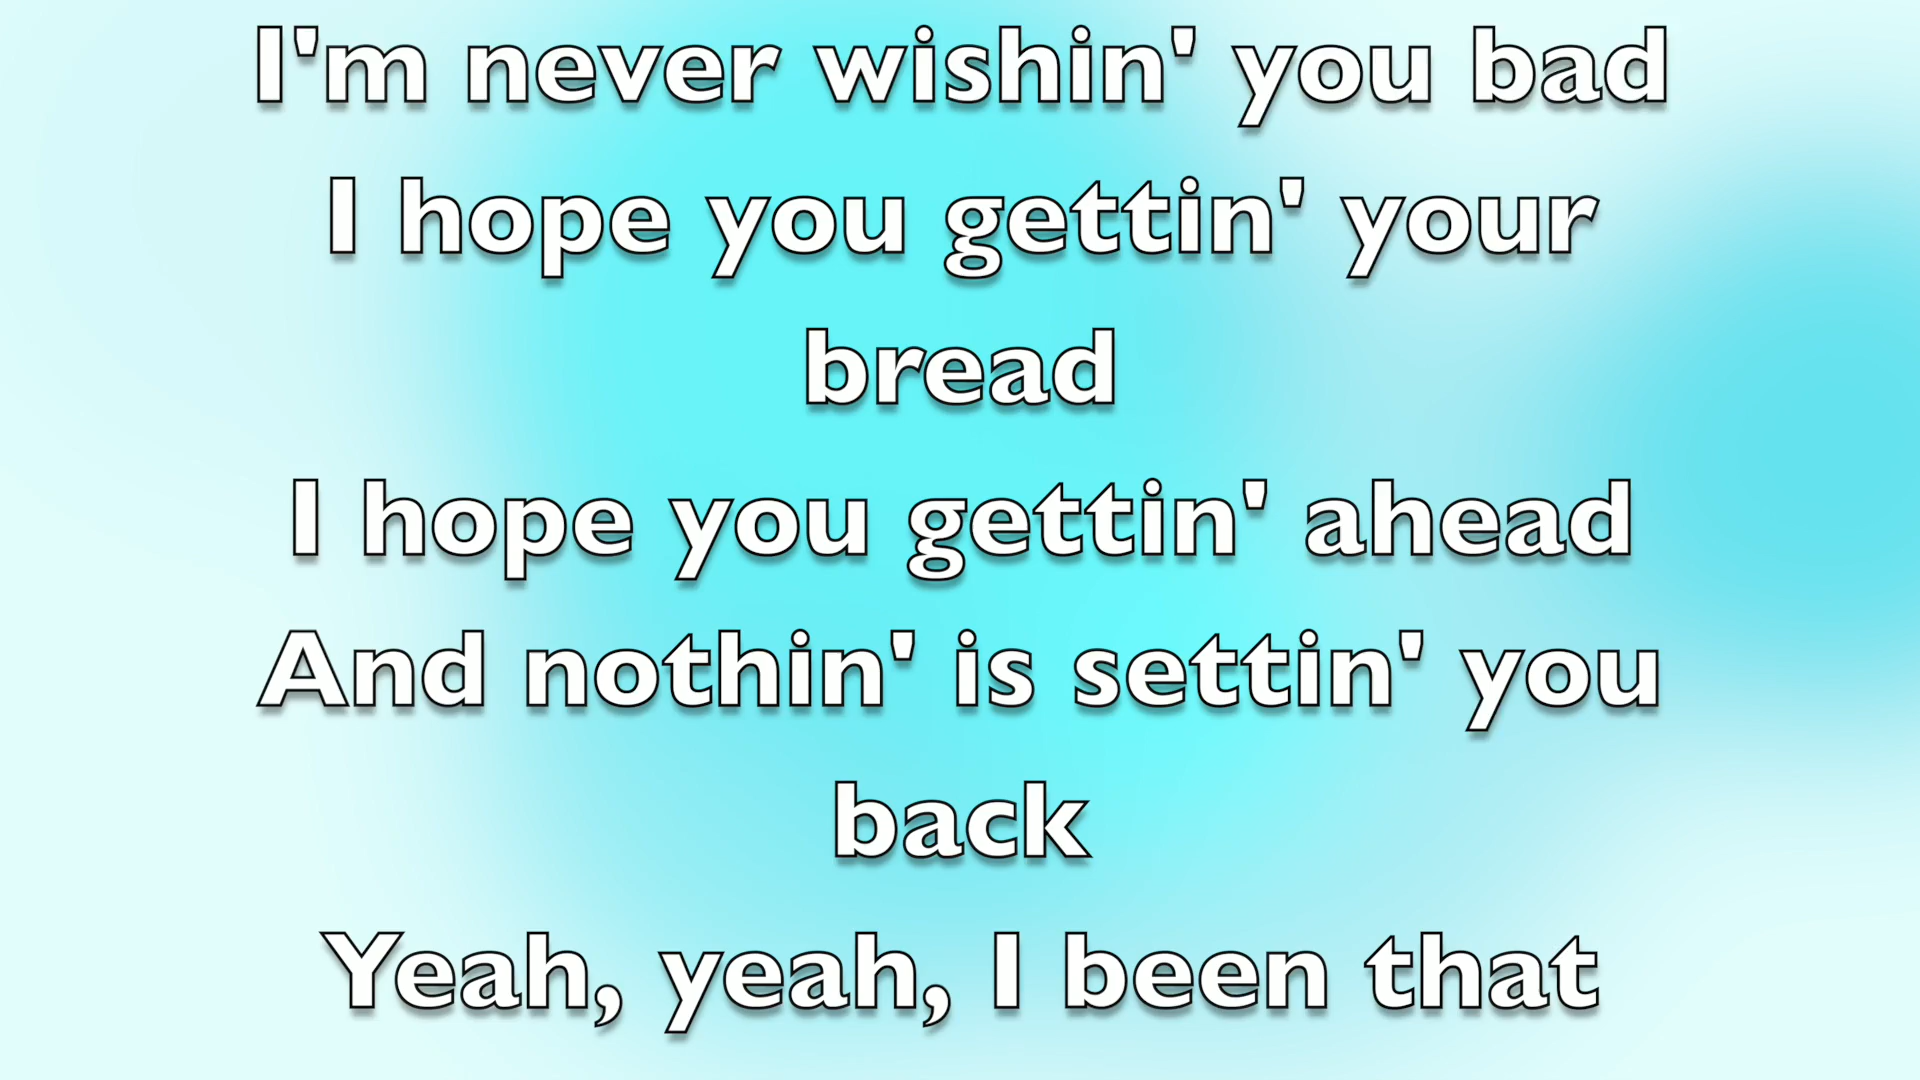 I'm never wishin' you bad
I hope you gettin' your
bread
I hope you gettin' ahead
And nothin' is settin' you
back
Yeah, yeah, I been that